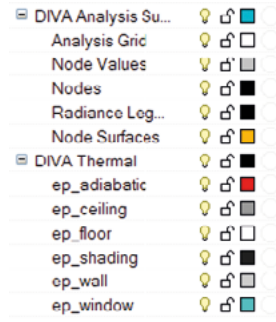 DIVA Analysis Su...
Analysis Grid
Node Values
Nodes
Radiance Leg...
Node Surfaces
DIVA Thermal
ep_adiabatic
ep_ceiling
ep_floor
ep_shading
ep_wall
ep_window